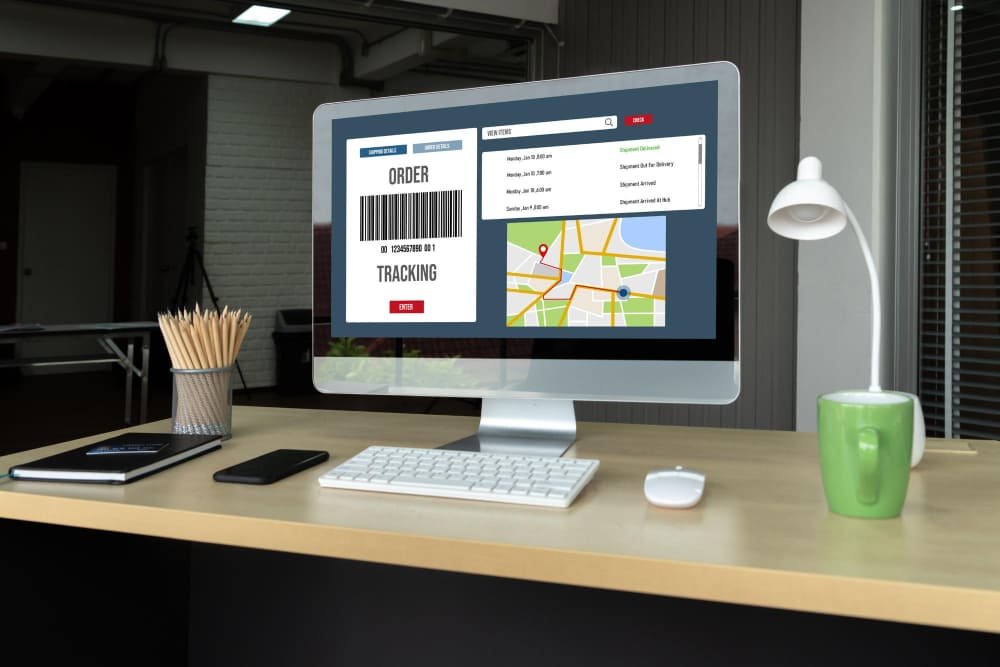 SHIPPING DETAILS
ORDER DETAILS
ORDER
00 1234567890 00 1
TRACKING
ENTER
VIEW ITEMS
CHECK
Monday, Jan 10, 8:00 am Shipment Delivered
Monday, Jan 10, 7:00 am Shipment Out For Delivery
Monday, Jan 10, 6:00 am Shipment Arrived
Sunday, Jan 9, 8:00 am Shipment Arrived At Hub